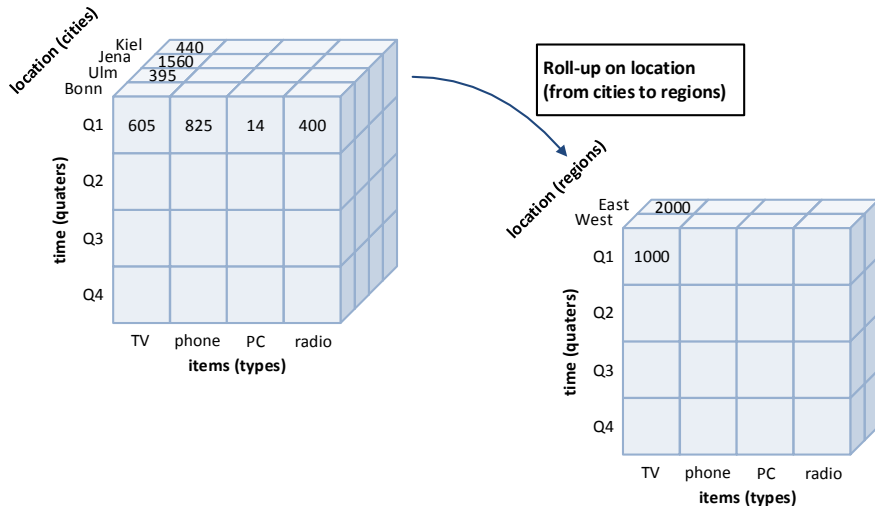 location (cities)
Kiel
Jena
Ulm
Bonn
440
1560
395
Q1
605 825 14 400
Q2
Q3
Q4
time (quaters)
TV phone PC radio
items (types)
Roll-up on location
(from cities to regions)
location (regions)
East
West
2000
Q1
1000
Q2
Q3
Q4
time (quaters)
TV phone PC radio
items (types)